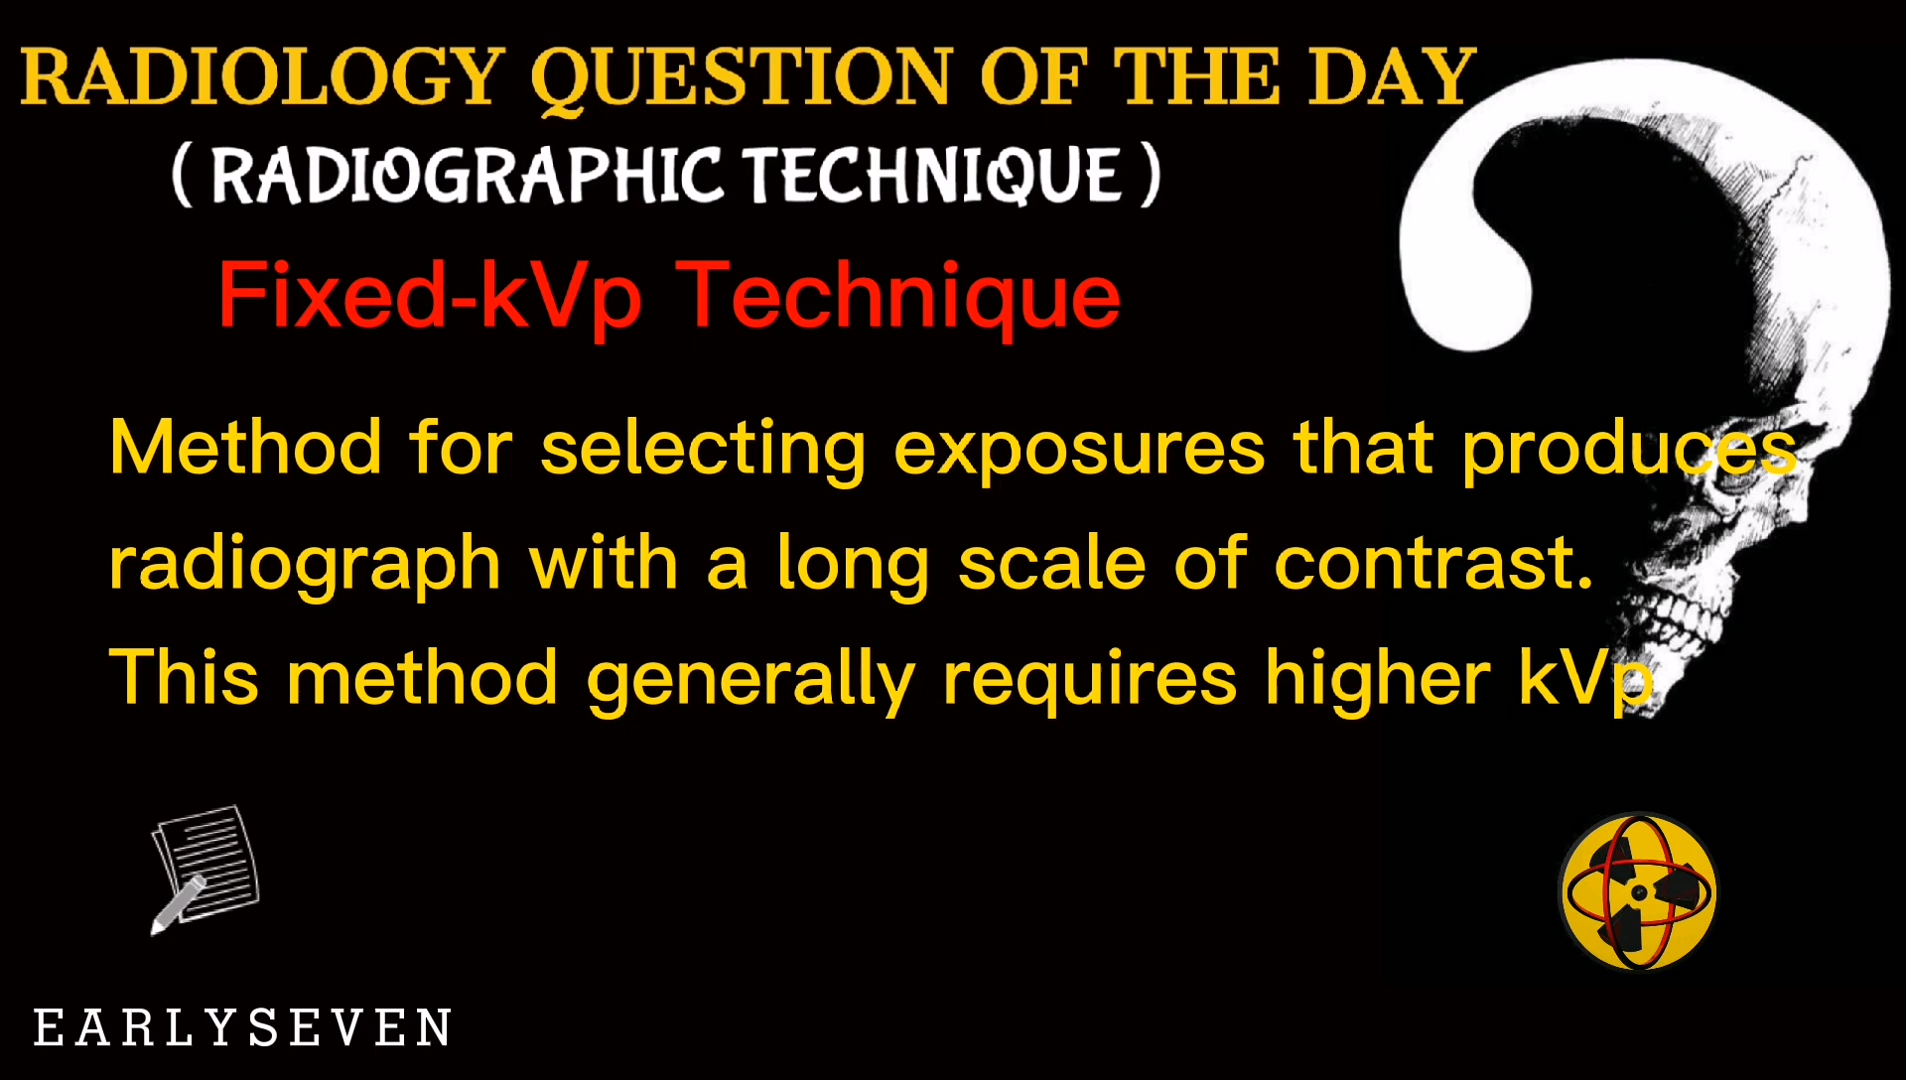 RADIOLOGY QUESTION OF THE DAY
( RADIOGRAPHIC TECHNIQUE )
Fixed-kVp Technique
Method for selecting exposures that produces
radiograph with a long scale of contrast.
This method generally requires higher kVp
EARLYSEVEN